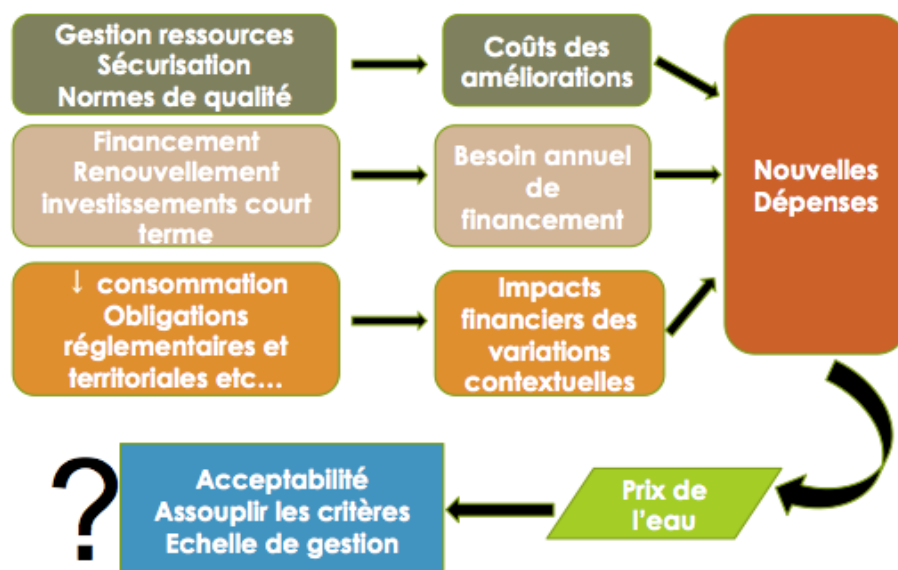 Gestion ressources
Sécurisation
Normes de qualité
Coûts des
améliorations
Financement
Renouvellement
investissements court
terme
Besoin annuel
de
financement
Nouvelles
Dépenses
↓ consommation
Obligations
réglementaires et
territoriales etc…
Impacts
financiers des
variations
contextuelles
?
Acceptabilité
Assouplir les critères
Echelle de gestion
Prix de
l’eau